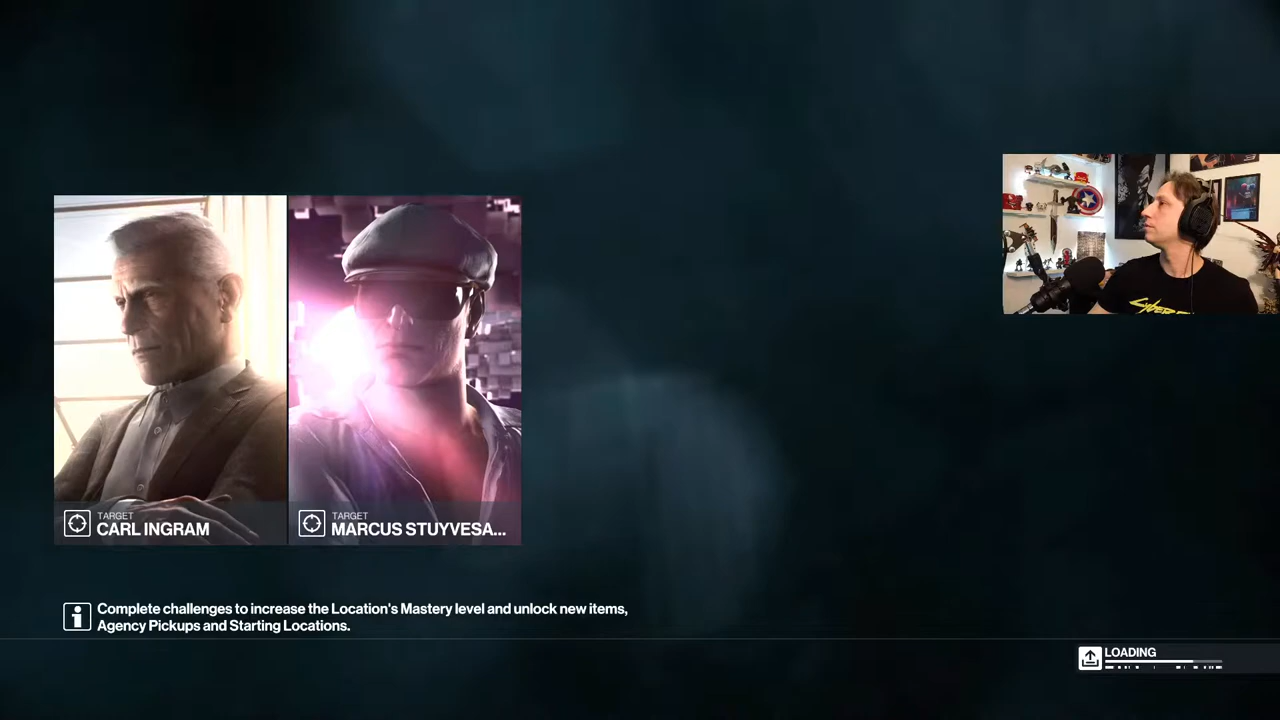 TARGET
CARL INGRAM
TARGET
MARCUS STUYVESA...
Complete challenges to increase the Location's Mastery level and unlock new items,
Agency Pickups and Starting Locations.
LOADING